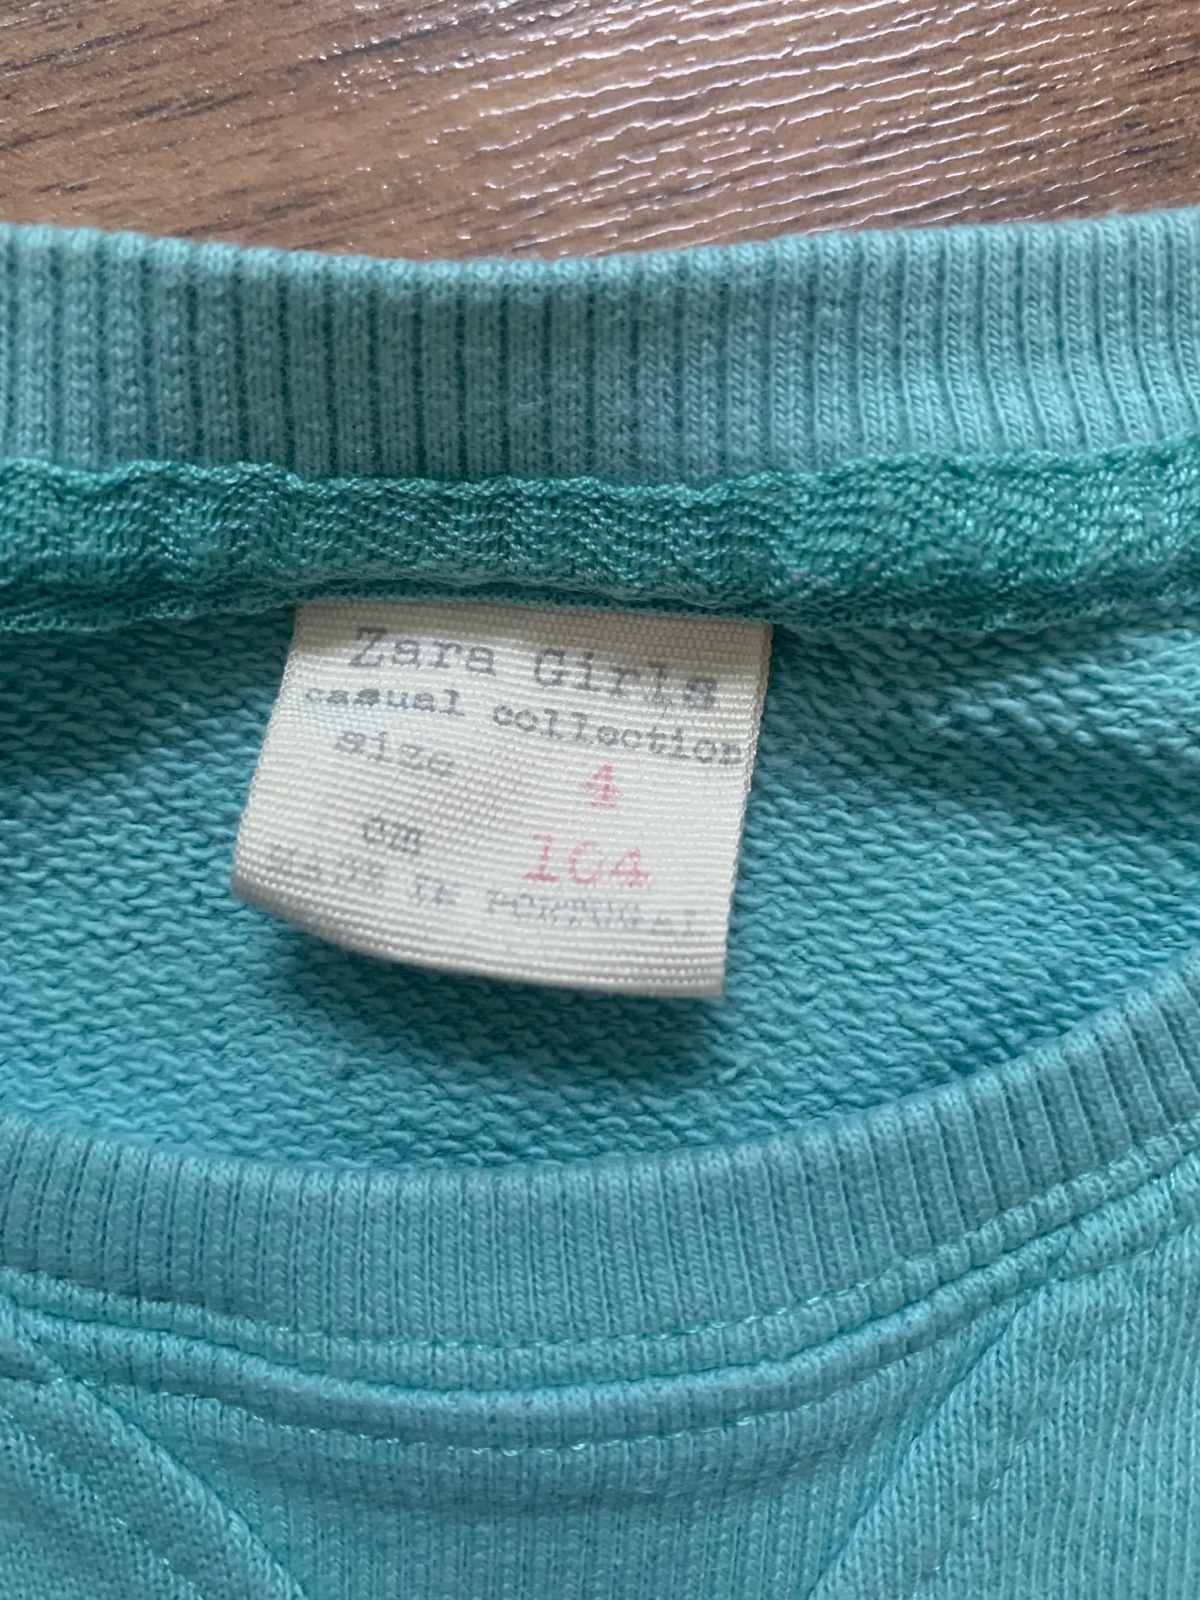 Zara Girls
casual collection
size 4
cm 104
MADE IN PORTUGAL